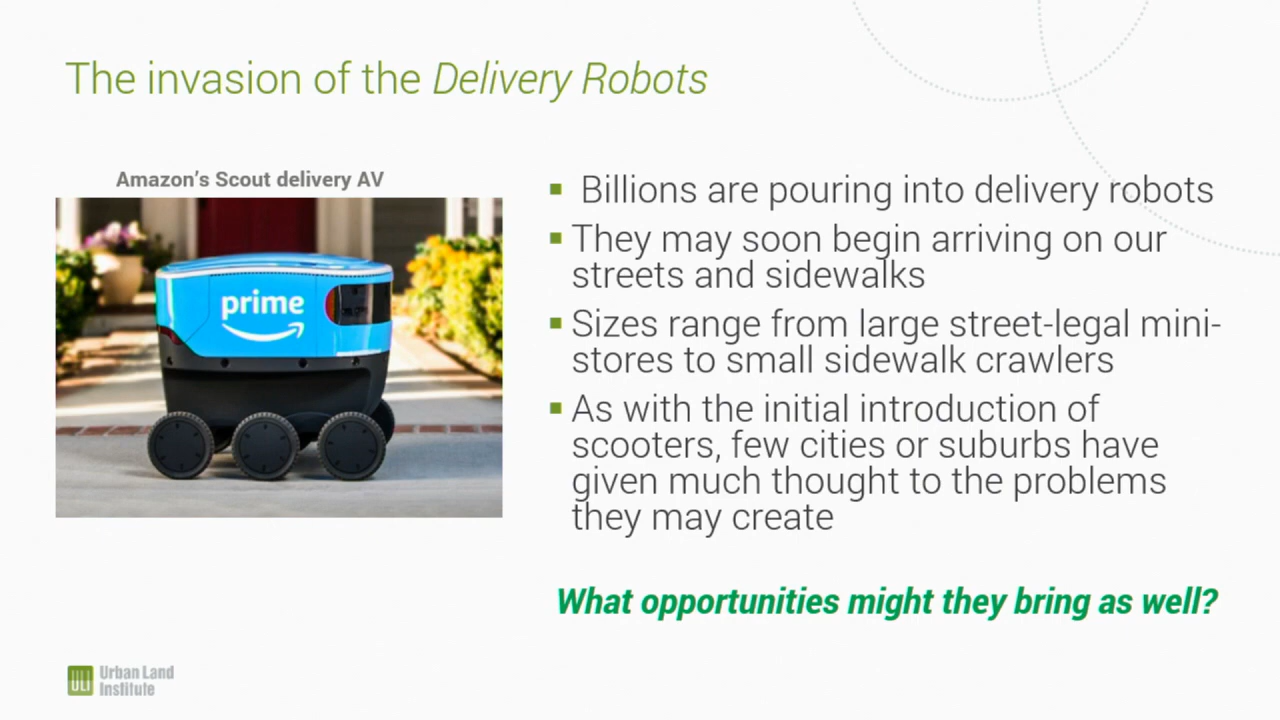 The invasion of the Delivery Robots
Amazon's Scout delivery AV
prime
▪ Billions are pouring into delivery robots
▪ They may soon begin arriving on our
streets and sidewalks
▪ Sizes range from large street-legal mini-
stores to small sidewalk crawlers
▪ As with the initial introduction of
scooters, few cities or suburbs have
given much thought to the problems
they may create
What opportunities might they bring as well?
ULI Urban Land
Institute